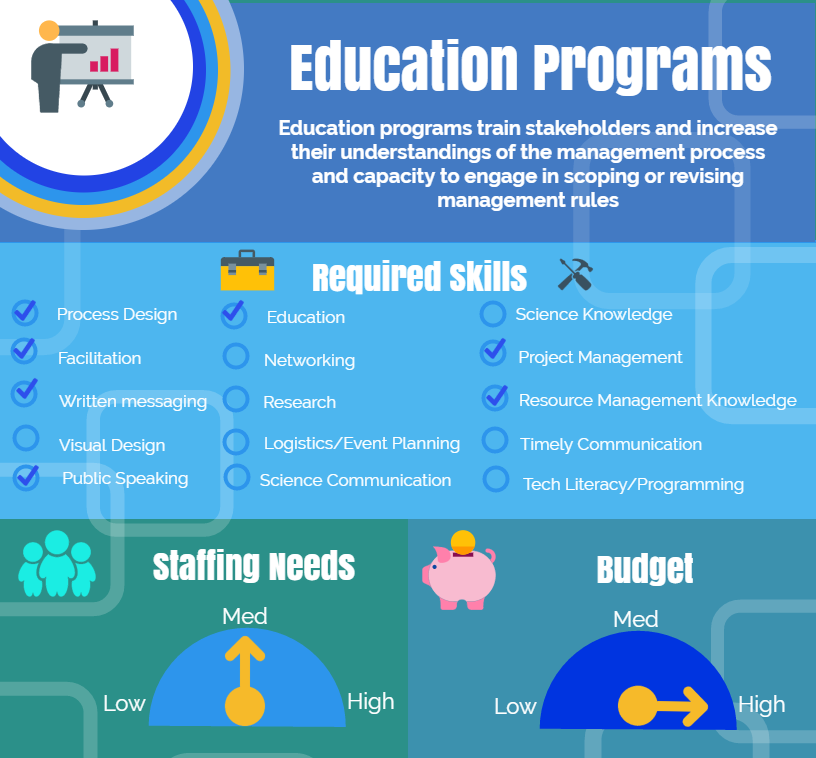 Education Programs
Education programs train stakeholders and increase
their understandings of the management process
and capacity to engage in scoping or revising
management rules
Required Skills
Process Design
Facilitation
Written messaging
Visual Design
Public Speaking
Education
Networking
Research
Logistics/Event Planning
Science Communication
Science Knowledge
Project Management
Resource Management Knowledge
Timely Communication
Tech Literacy/Programming
Staffing Needs
Med
Low
High
Budget
Med
Low
High